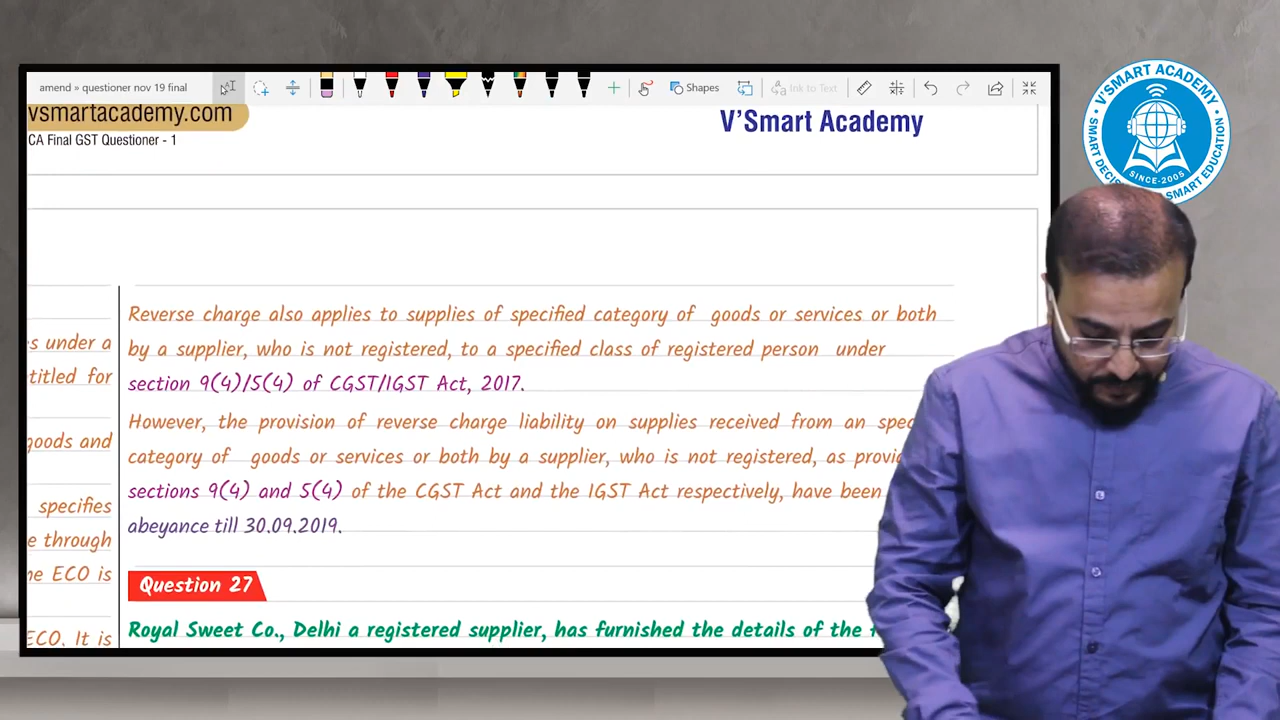 amend » questioner nov 19 final
Shapes
Ink to Text
vsmartacademy.com
CA Final GST Questioner - 1
V'Smart Academy
V'SMART ACADEMY
SINCE-2005
SMART EDUCATION
Reverse charge also applies to supplies of specified category of goods or services or both
s under a
by a supplier, who is not registered, to a specified class of registered person under
titled for
section 9(4)/5(4) of CGST/IGST Act, 2017.
However, the provision of reverse charge liability on supplies received from an
goods and
category of goods or services or both by a supplier, who is not registered, as
specifies
sections 9(4) and 5(4) of the CGST Act and the IGST Act respectively, have been
e through
abeyance till 30.09.2019.
ne ECO is
Question 27
ECO. It is
Royal Sweet Co., Delhi a registered supplier, has furnished the details of the